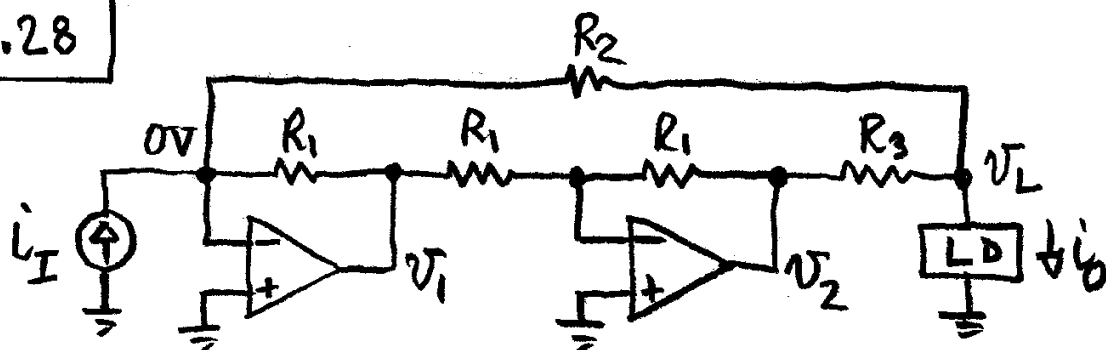 .28
R2
0V R1 R1 R1 R3 vL
iI - + v1 - + v2 LD ↓ io